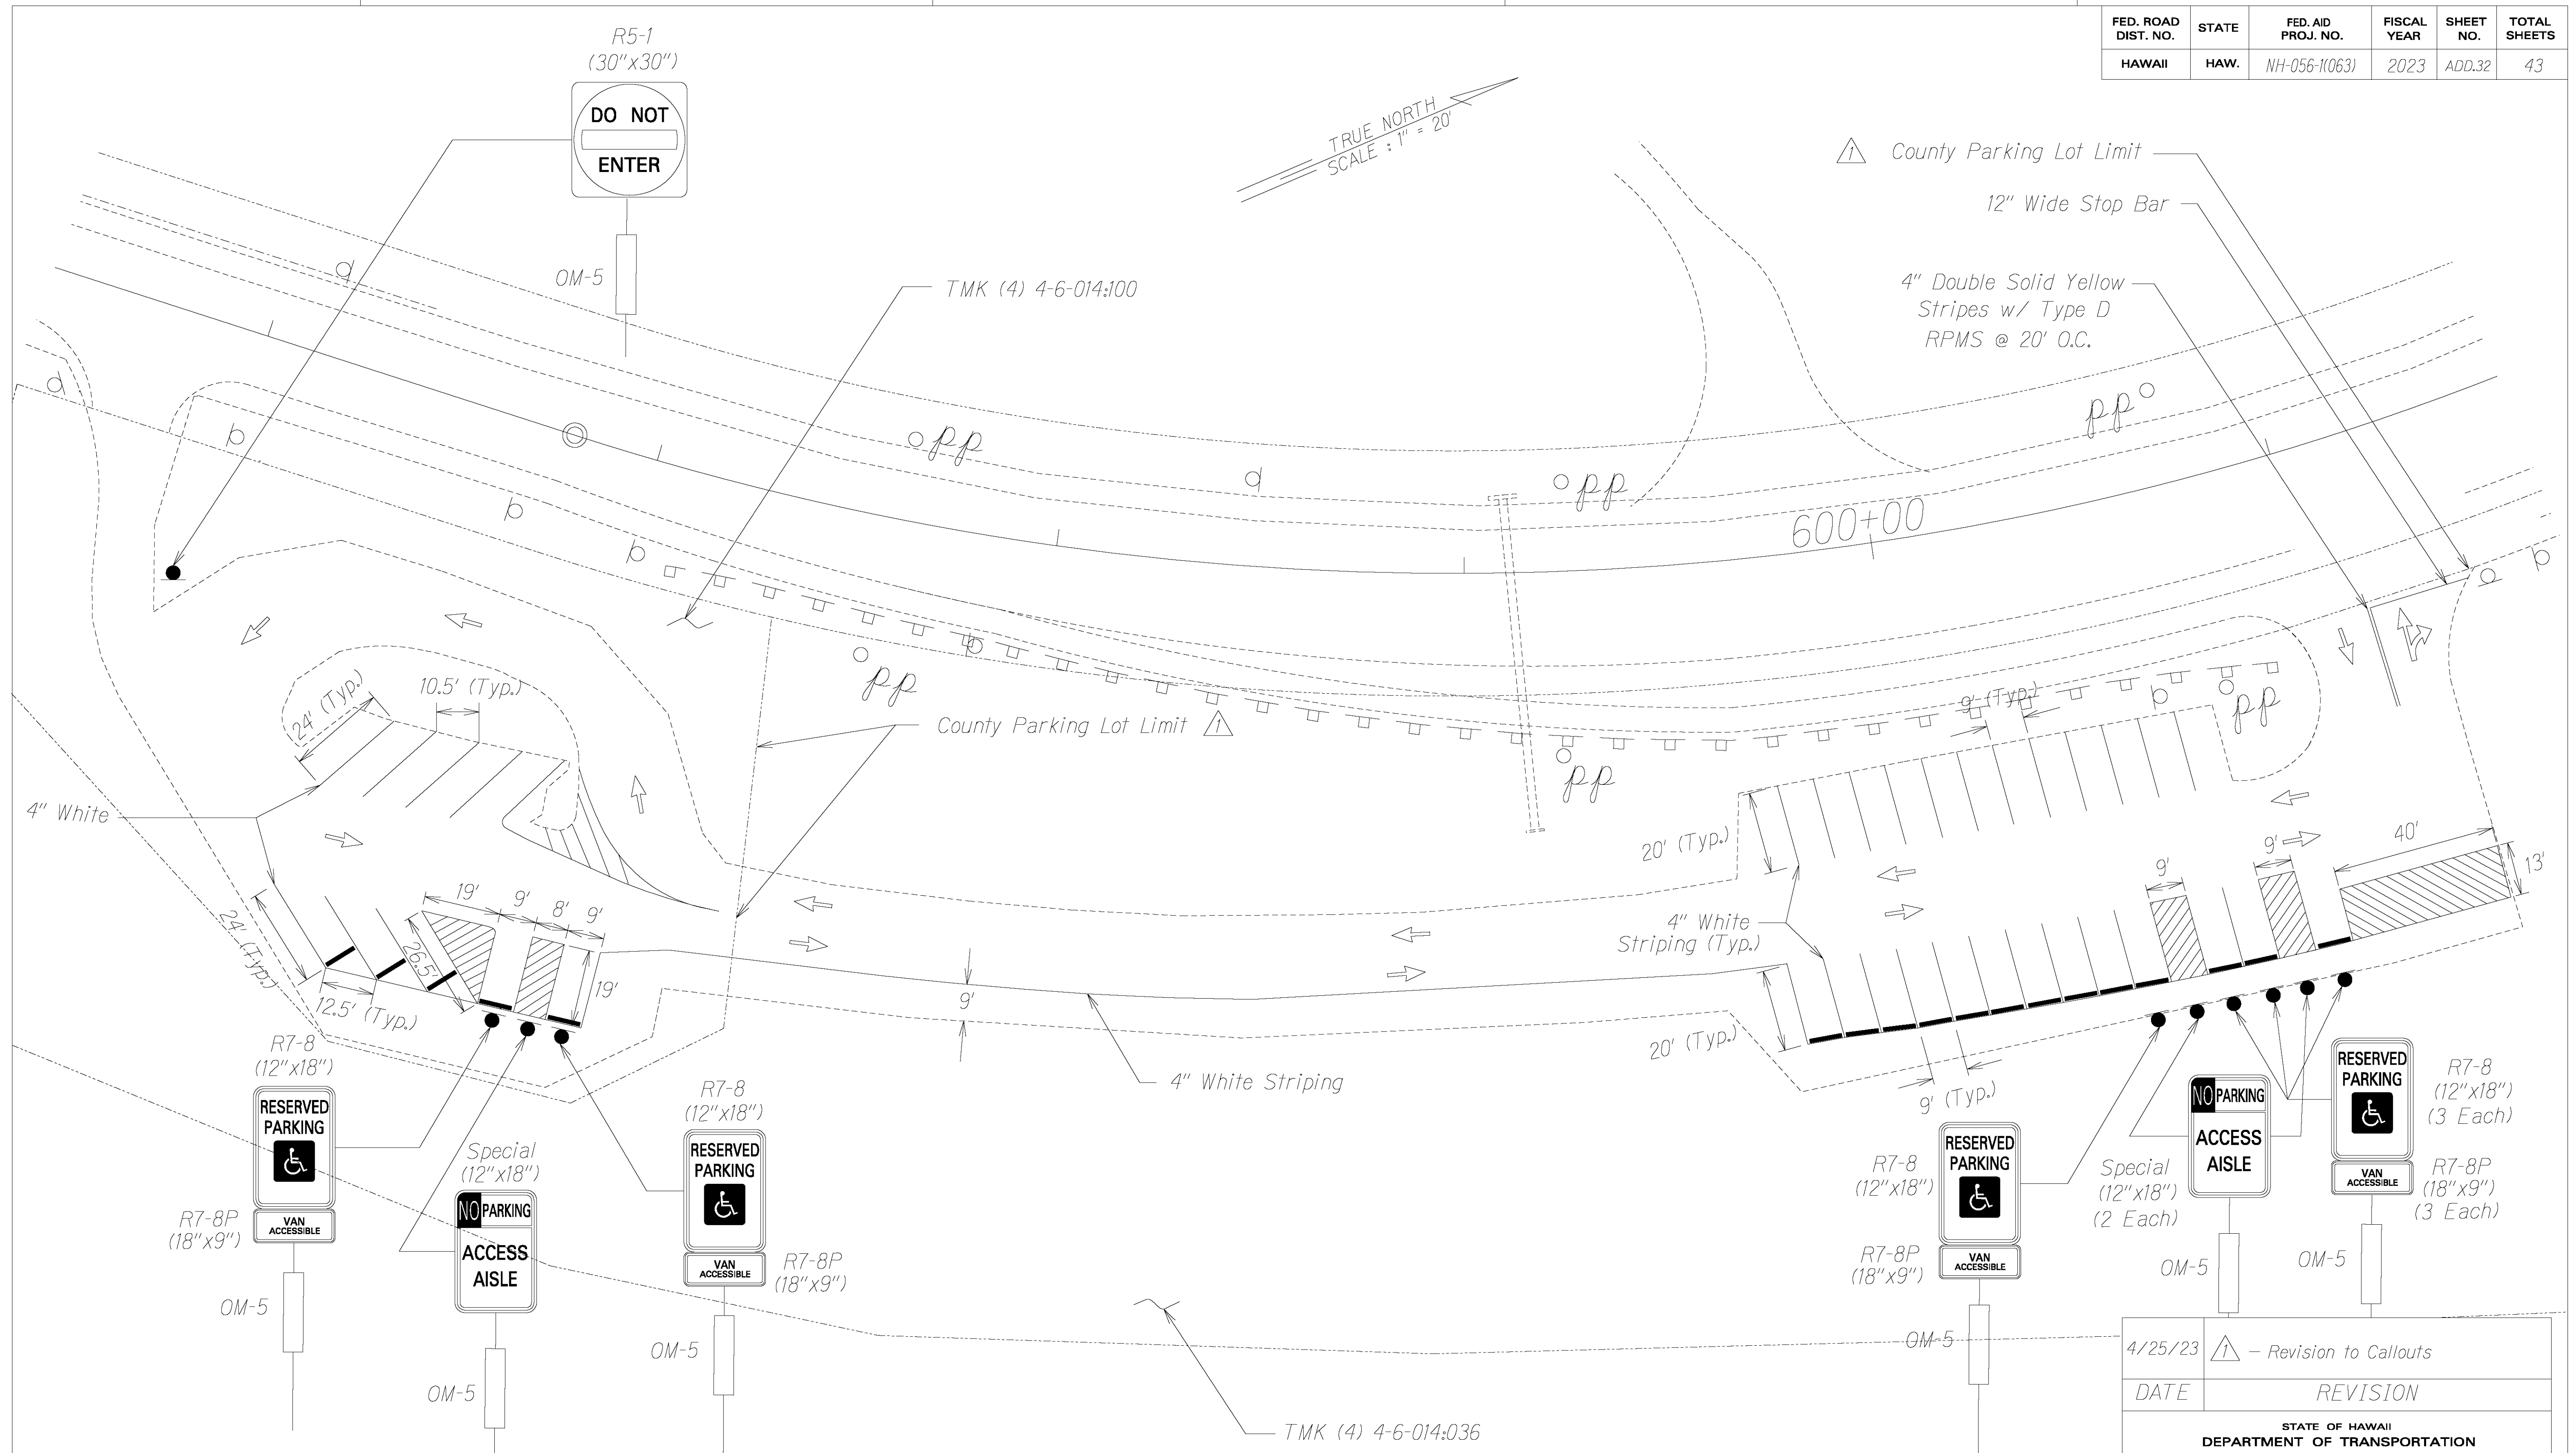 FED. ROAD DIST. NO. STATE FED. AID PROJ. NO. FISCAL YEAR SHEET NO. TOTAL SHEETS
HAWAII HAW. NH-056-1(063) 2023 ADD.32 43
R5-1
(30"x30")
DO NOT
ENTER
OM-5
TRUE NORTH
SCALE : 1" = 20'
1 County Parking Lot Limit
12" Wide Stop Bar
4" Double Solid Yellow
Stripes w/ Type D
RPMS @ 20' O.C.
TMK (4) 4-6-014:100
pp
pp
pp
600+00
pp
pp
pp
24' (Typ.)
10.5' (Typ.)
9' (Typ.)
County Parking Lot Limit 1
4" White
20' (Typ.)
9'
9'
40'
13'
19'
9'
8'
9'
24' (Typ.)
26.5'
19'
12.5' (Typ.)
9'
4" White
Striping (Typ.)
20' (Typ.)
9' (Typ.)
4" White Striping
R7-8
(12"x18")
RESERVED
PARKING
VAN
ACCESSIBLE
R7-8P
(18"x9")
OM-5
Special
(12"x18")
NO PARKING
ACCESS
AISLE
OM-5
R7-8
(12"x18")
RESERVED
PARKING
VAN
ACCESSIBLE
R7-8P
(18"x9")
OM-5
R7-8
(12"x18")
RESERVED
PARKING
VAN
ACCESSIBLE
R7-8P
(18"x9")
OM-5
Special
(12"x18")
(2 Each)
NO PARKING
ACCESS
AISLE
OM-5
RESERVED
PARKING
VAN
ACCESSIBLE
R7-8
(12"x18")
(3 Each)
R7-8P
(18"x9")
(3 Each)
OM-5
TMK (4) 4-6-014:036
4/25/23 1 - Revision to Callouts
DATE REVISION
STATE OF HAWAII
DEPARTMENT OF TRANSPORTATION